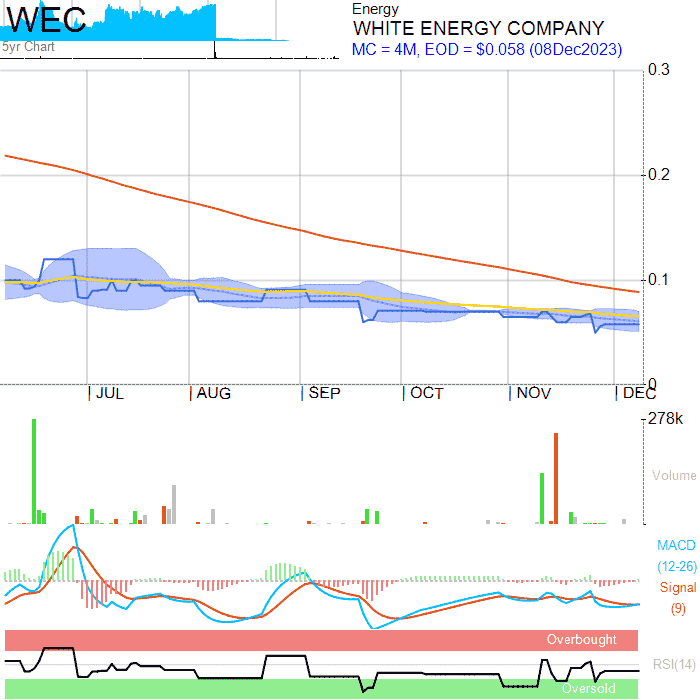 WEC
5yr Chart
Energy
WHITE ENERGY COMPANY
MC = 4M, EOD = $0.058 (08Dec2023)
0.3
0.2
0.1
0
JUL
AUG
SEP
OCT
NOV
DEC
278k
Volume
MACD
(12-26)
Signal
(9)
Overbought
RSI(14)
Oversold